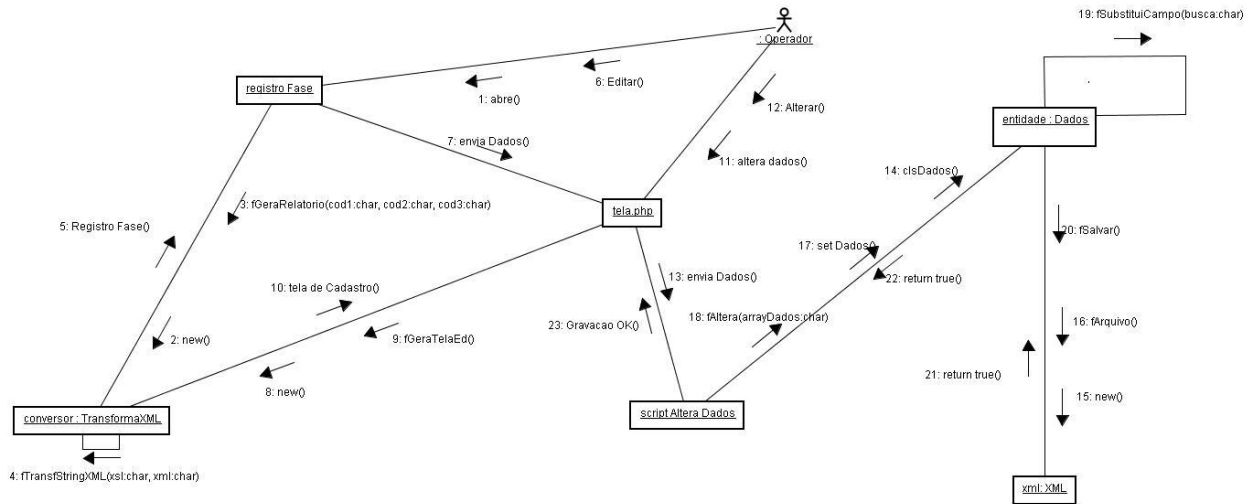 19: fSubstituiCampo(busca:char)
: Operador
6: Editar()
registro Fase
1: abre()
12: Alterar()
entidade : Dados
7: envia Dados()
11: altera dados()
14: clsDados()
3: fGeraRelatorio(cod1:char, cod2:char, cod3:char)
tela.php
5: Registro Fase()
20: fSalvar()
17: set Dados()
13: envia Dados()
22: return true()
10: tela de Cadastro()
18: fAltera(arrayDados:char)
16: fArquivo()
23: Gravacao OK()
2: new()
9: fGeraTelaEd()
21: return true()
8: new()
15: new()
conversor : TransformaXML
script Altera Dados
4: fTransfStringXML(xsl:char, xml:char)
xml: XML